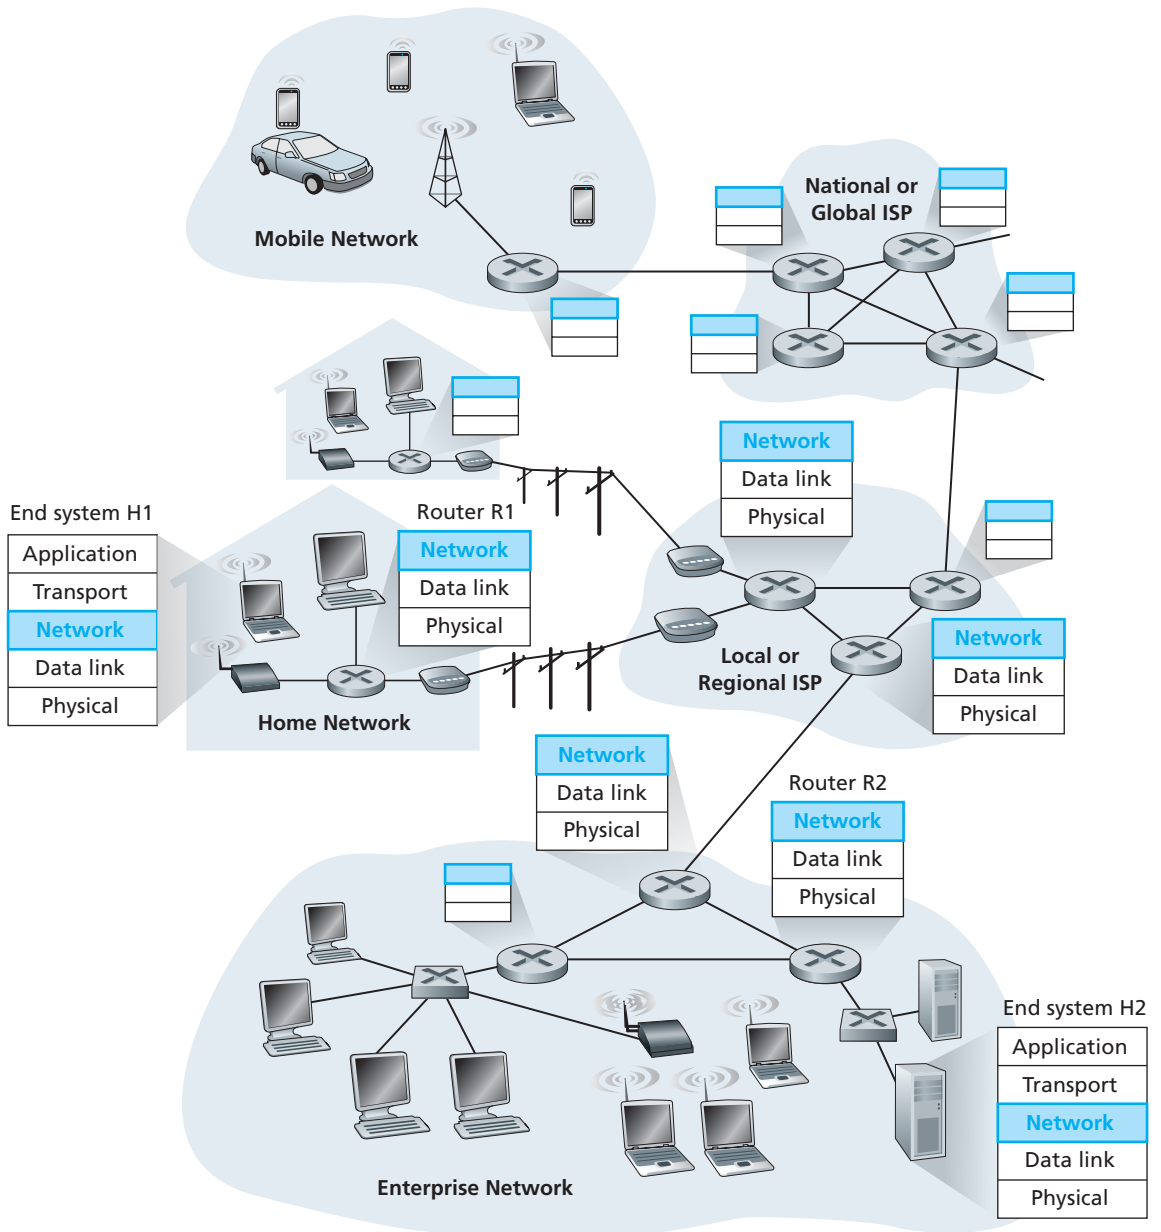 National or
Global ISP
Mobile Network
Network
Data link
Physical
End system H1
Application
Transport
Network
Data link
Physical
Router R1
Network
Data link
Physical
Home Network
Local or
Regional ISP
Network
Data link
Physical
Network
Data link
Physical
Router R2
Network
Data link
Physical
End system H2
Application
Transport
Network
Data link
Physical
Enterprise Network